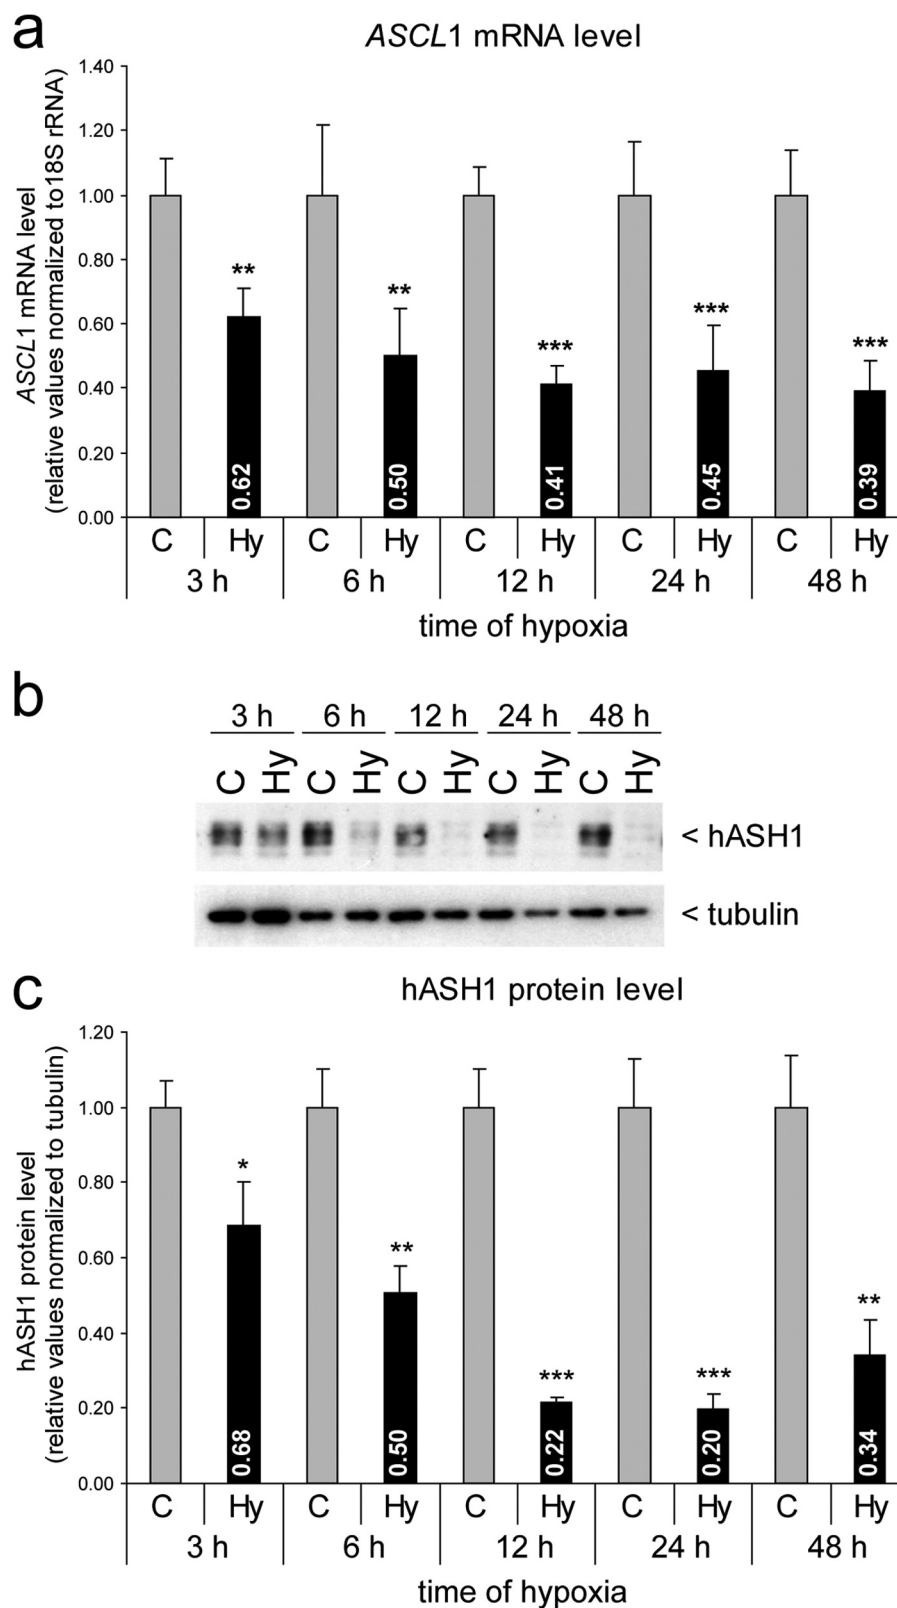 a
ASCL1 mRNA level
ASCL1 mRNA level
(relative values normalized to18S rRNA)
1.40
1.20
1.00
0.80
0.60
0.40
0.20
0.00
** ** *** *** ***
0.62 0.50 0.41 0.45 0.39
C Hy C Hy C Hy C Hy C Hy
3 h 6 h 12 h 24 h 48 h
time of hypoxia
b
3 h 6 h 12 h 24 h 48 h
C Hy C Hy C Hy C Hy C Hy
< hASH1
< tubulin
c
hASH1 protein level
hASH1 protein level
(relative values normalized to tubulin)
1.20
1.00
0.80
0.60
0.40
0.20
0.00
* ** *** *** **
0.68 0.50 0.22 0.20 0.34
C Hy C Hy C Hy C Hy C Hy
3 h 6 h 12 h 24 h 48 h
time of hypoxia